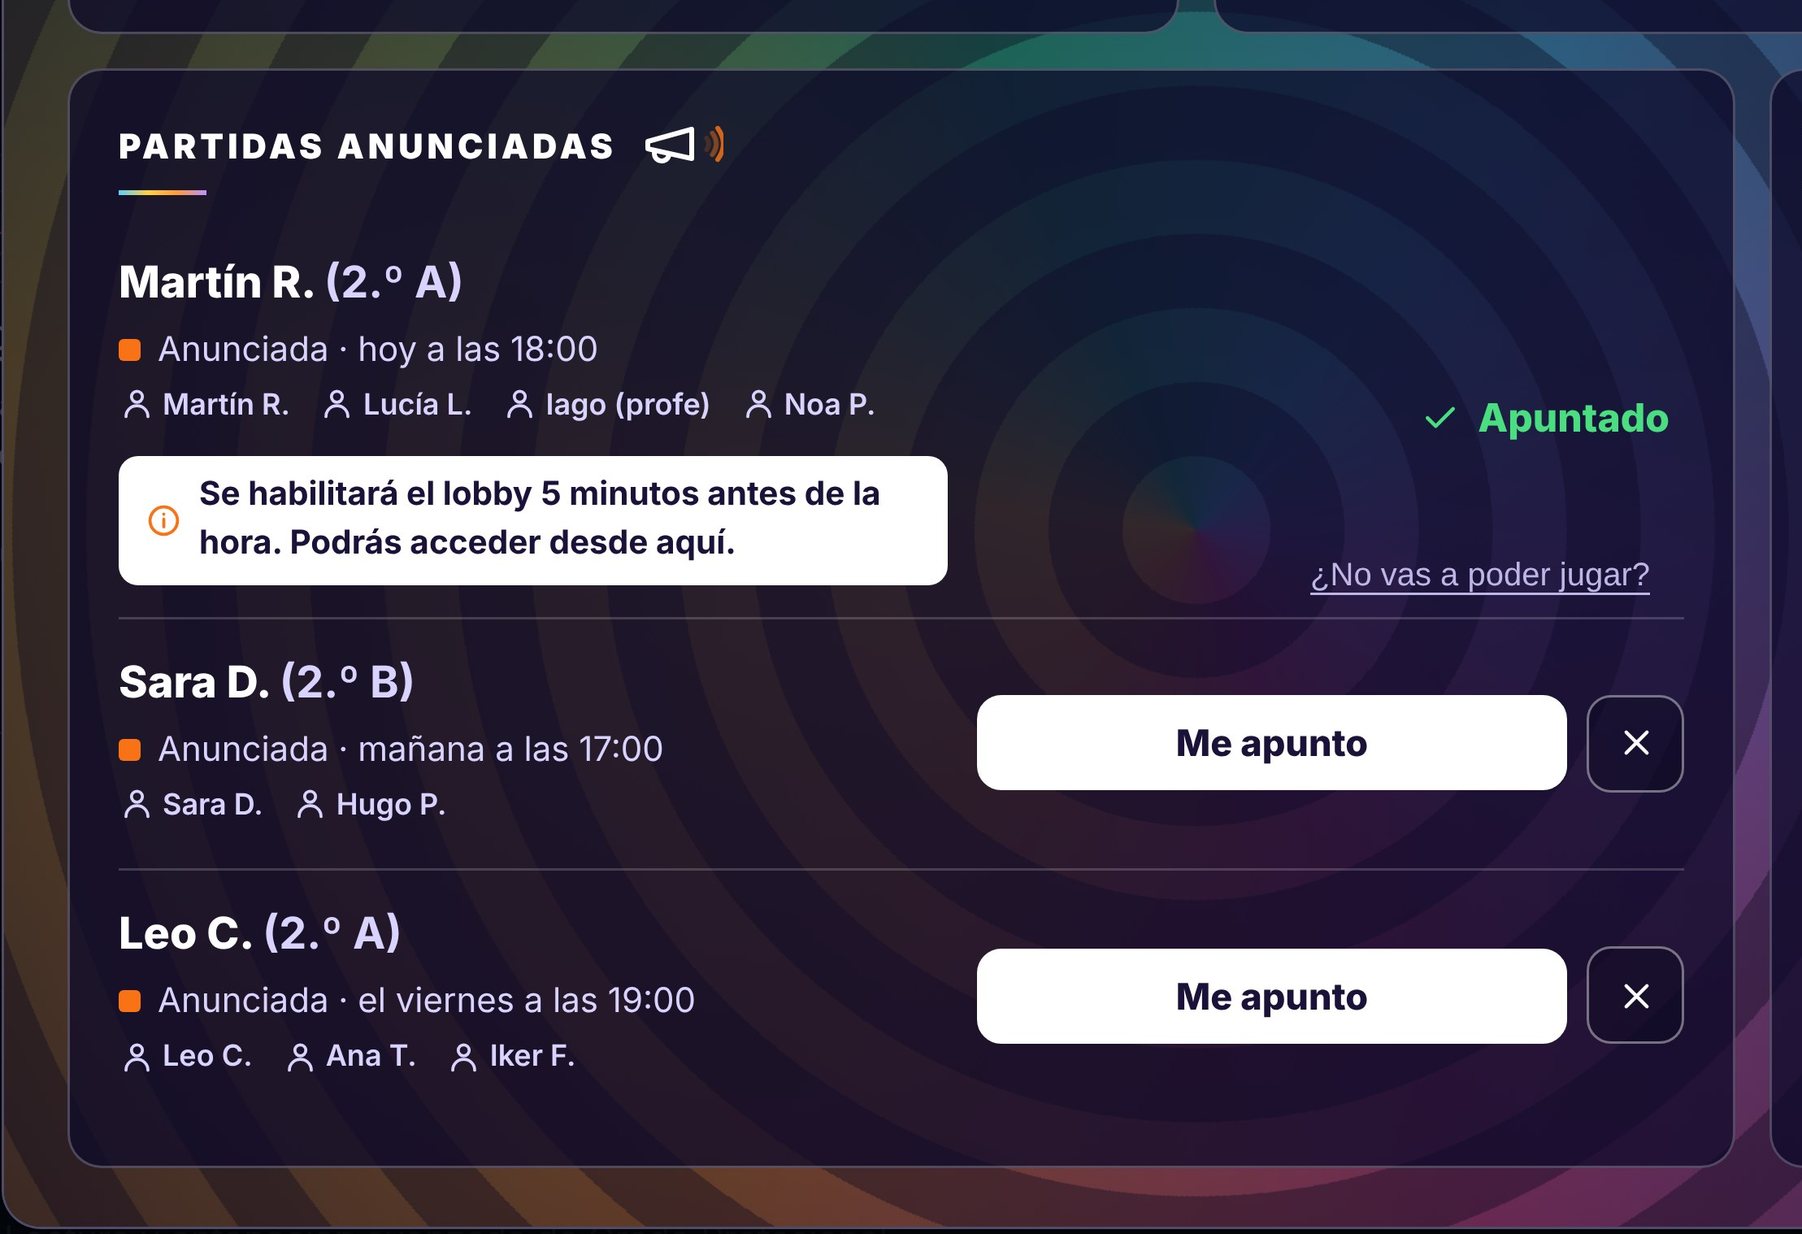 PARTIDAS ANUNCIADAS
Martín R. (2.º A)
Anunciada · hoy a las 18:00
Martín R. Lucía L. Iago (profe) Noa P.
Apuntado
Se habilitará el lobby 5 minutos antes de la
hora. Podrás acceder desde aquí.
¿No vas a poder jugar?
Sara D. (2.º B)
Anunciada · mañana a las 17:00
Sara D. Hugo P.
Me apunto
Leo C. (2.º A)
Anunciada · el viernes a las 19:00
Leo C. Ana T. Iker F.
Me apunto